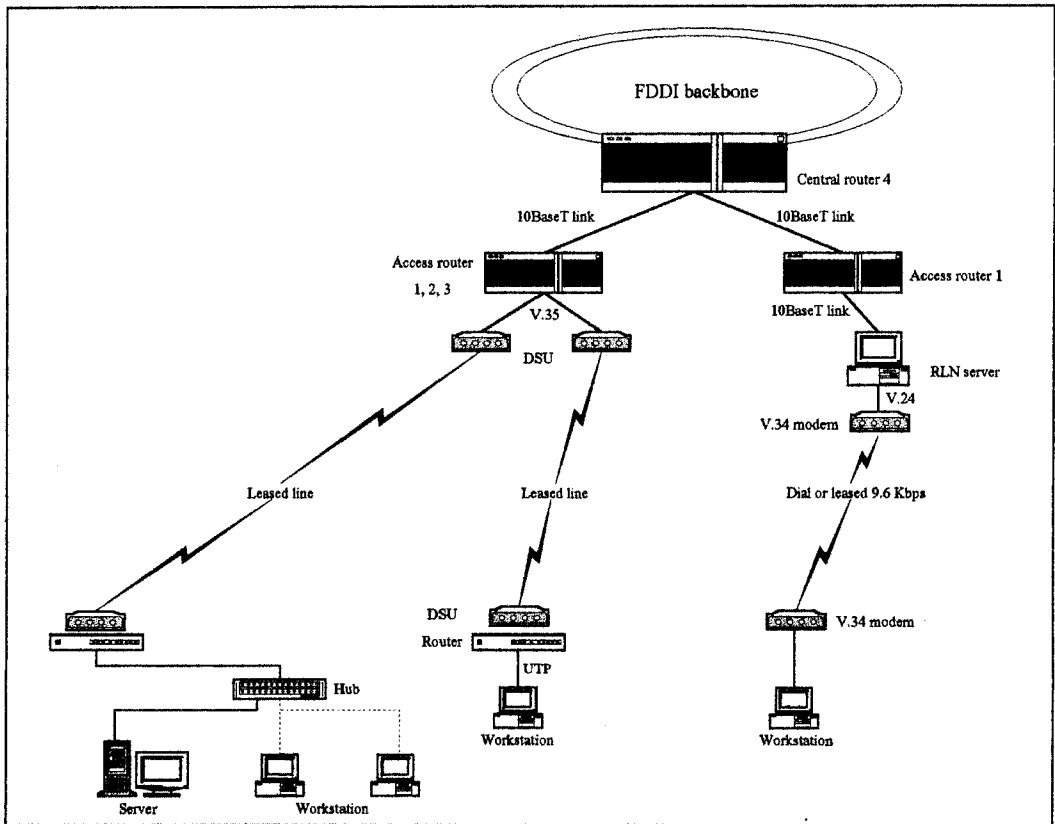 FDDI backbone
Central router 4
10BaseT link
10BaseT link
Access router
1, 2, 3
Access router 1
V.35
10BaseT link
DSU
RLN server
V.24
V.34 modem
Leased line
Leased line
Dial or leased 9.6 Kbps
DSU
V.34 modem
Router
UTP
Hub
Workstation
Workstation
Server
Workstation